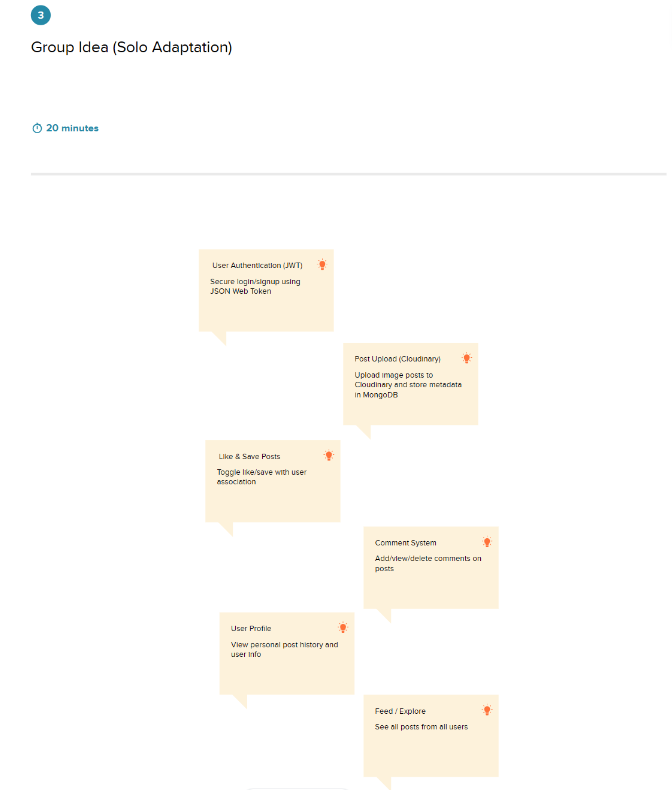 3
Group Idea (Solo Adaptation)
20 minutes
User Authentication (JWT)
Secure login/signup using
JSON Web Token
Post Upload (Cloudinary)
Upload image posts to
Cloudinary and store metadata
in MongoDB
Like & Save Posts
Toggle like/save with user
association
Comment System
Add/view/delete comments on
posts
User Profile
View personal post history and
user info
Feed / Explore
See all posts from all users